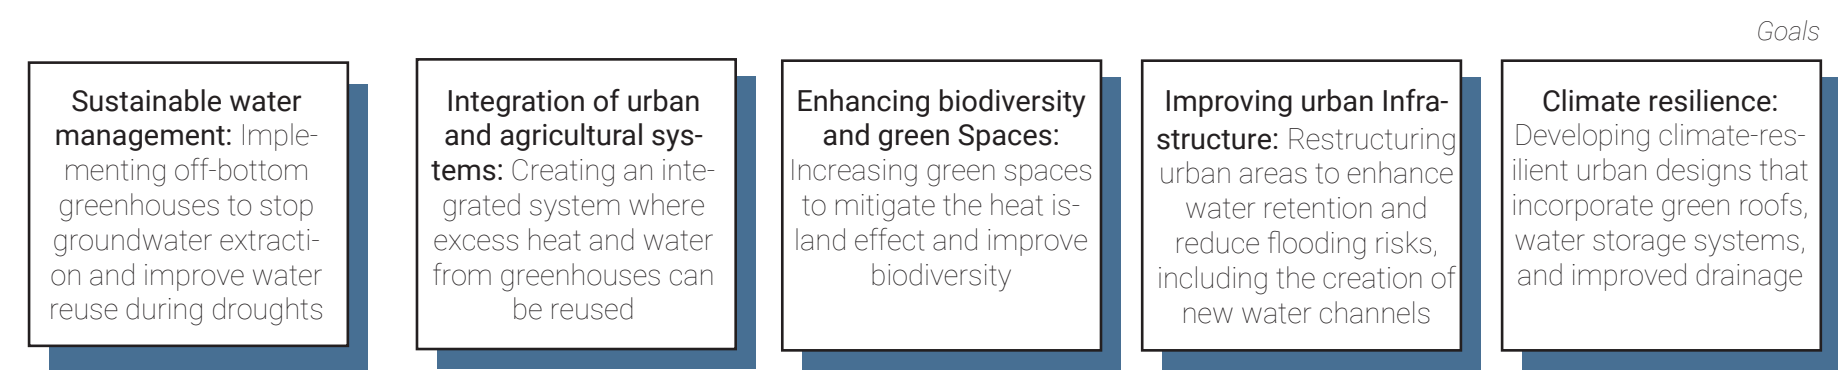 Goals
Sustainable water
management: Imple-
menting off-bottom
greenhouses to stop
groundwater extracti-
on and improve water
reuse during droughts
Integration of urban
and agricultural sys-
tems: Creating an inte-
grated system where
excess heat and water
from greenhouses can
be reused
Enhancing biodiversity
and green Spaces:
Increasing green spaces
to mitigate the heat is-
land effect and improve
biodiversity
Improving urban Infra-
structure: Restructuring
urban areas to enhance
water retention and
reduce flooding risks,
including the creation of
new water channels
Climate resilience:
Developing climate-res-
ilient urban designs that
incorporate green roofs,
water storage systems,
and improved drainage